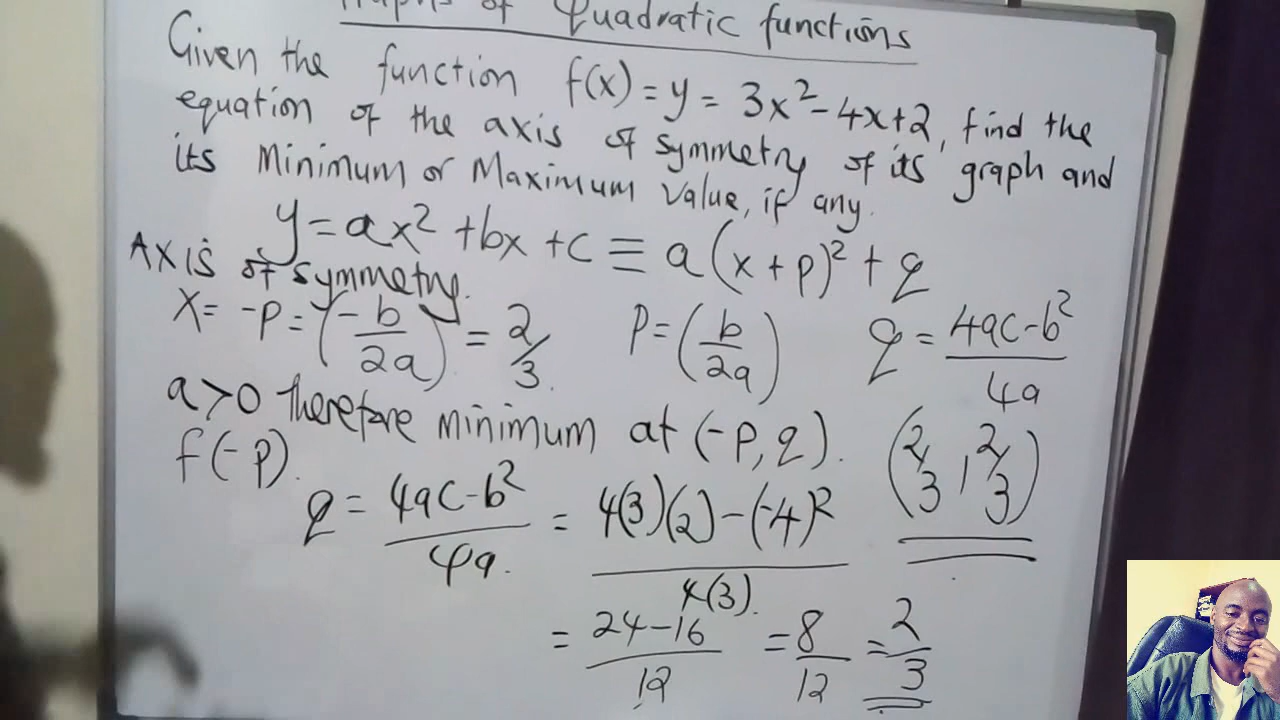 Graphs of Quadratic functions
Given the function f(x) = y = 3x² - 4x + 2, find the
equation of the axis of symmetry of its graph and
its Minimum or Maximum value, if any.
y = ax² + bx + c ≡ a(x + p)² + q
Axis of symmetry.
x = -p = (-b/2a) = 2/3. p = (b/2a) q = 4ac - b²/4a
a > 0 therefore minimum at (-p, q). (2/3, 2/3)
f(-p).
q = 4ac - b²/4a. = 4(3)(2) - (-4)²/4(3).
= 24 - 16/12 = 8/12 = 2/3